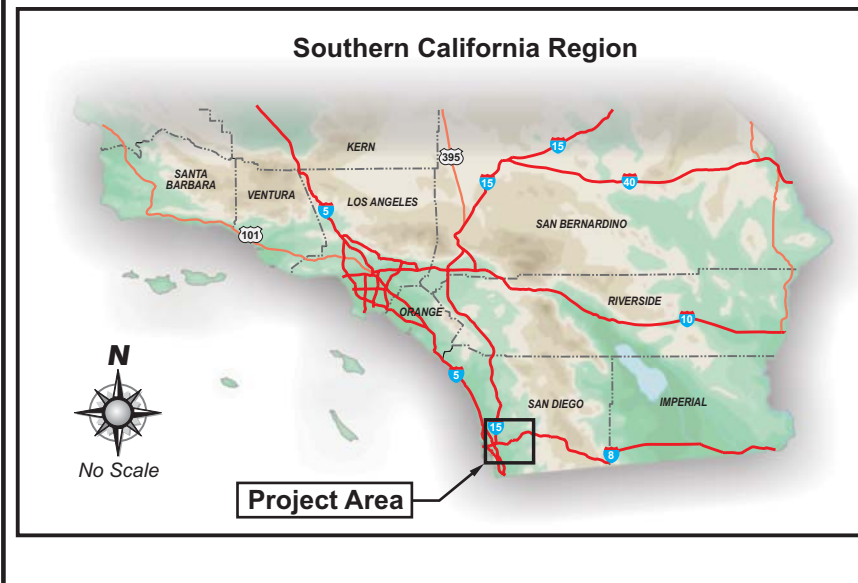 Southern California Region
KERN
395
15
15
SANTA
BARBARA
VENTURA
LOS ANGELES
40
5
SAN BERNARDINO
101
RIVERSIDE
ORANGE
10
N
5
SAN DIEGO
IMPERIAL
15
8
No Scale
Project Area